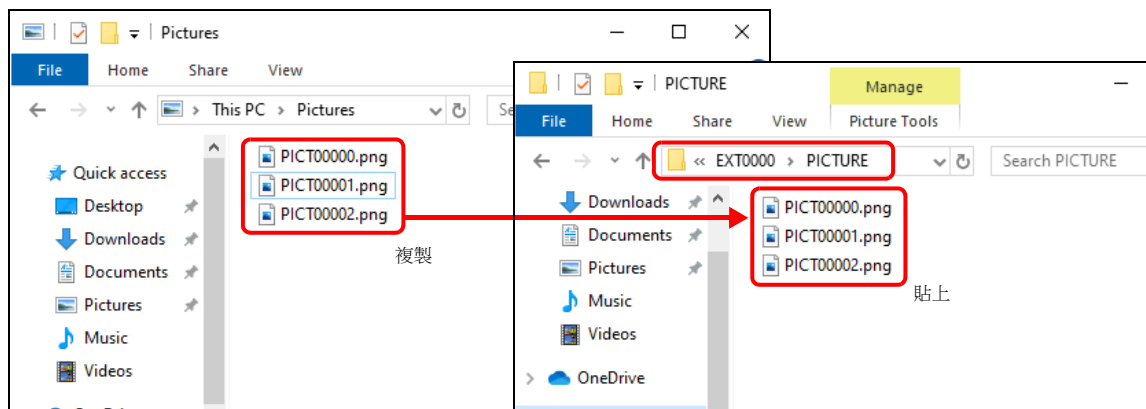 Pictures
File Home Share View
This PC > Pictures
Quick access
Desktop
Downloads
Documents
Pictures
Music
Videos
PICT00000.png
PICT00001.png
PICT00002.png
複製
PICTURE
Manage
File Home Share View Picture Tools
« EXT0000 > PICTURE
Search PICTURE
Downloads
Documents
Pictures
Music
Videos
OneDrive
PICT00000.png
PICT00001.png
PICT00002.png
貼上